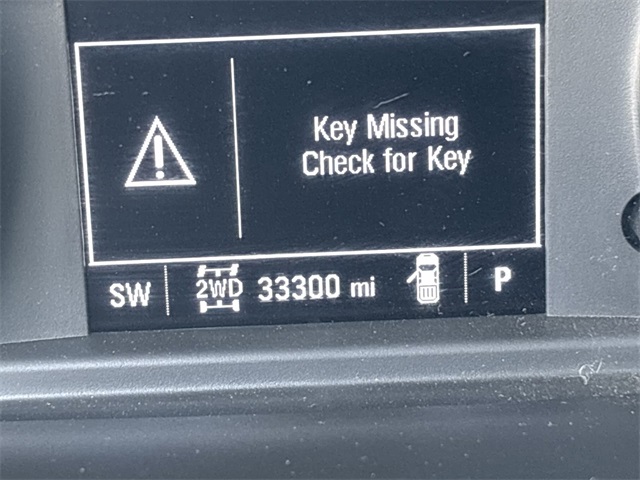 Key Missing
Check for Key
SW 2WD 33300 mi P